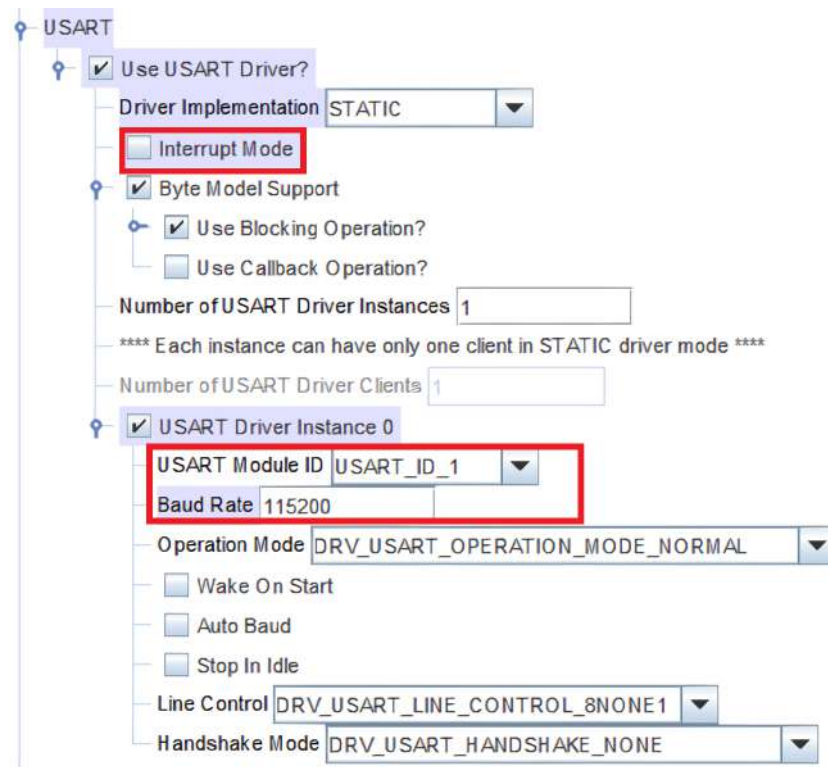 USART
Use USART Driver?
Driver Implementation STATIC
Interrupt Mode
Byte Model Support
Use Blocking Operation?
Use Callback Operation?
Number of USART Driver Instances 1
**** Each instance can have only one client in STATIC driver mode ****
Number of USART Driver Clients 1
USART Driver Instance 0
USART Module ID USART_ID_1
Baud Rate 115200
Operation Mode DRV_USART_OPERATION_MODE_NORMAL
Wake On Start
Auto Baud
Stop In Idle
Line Control DRV_USART_LINE_CONTROL_8NONE1
Handshake Mode DRV_USART_HANDSHAKE_NONE